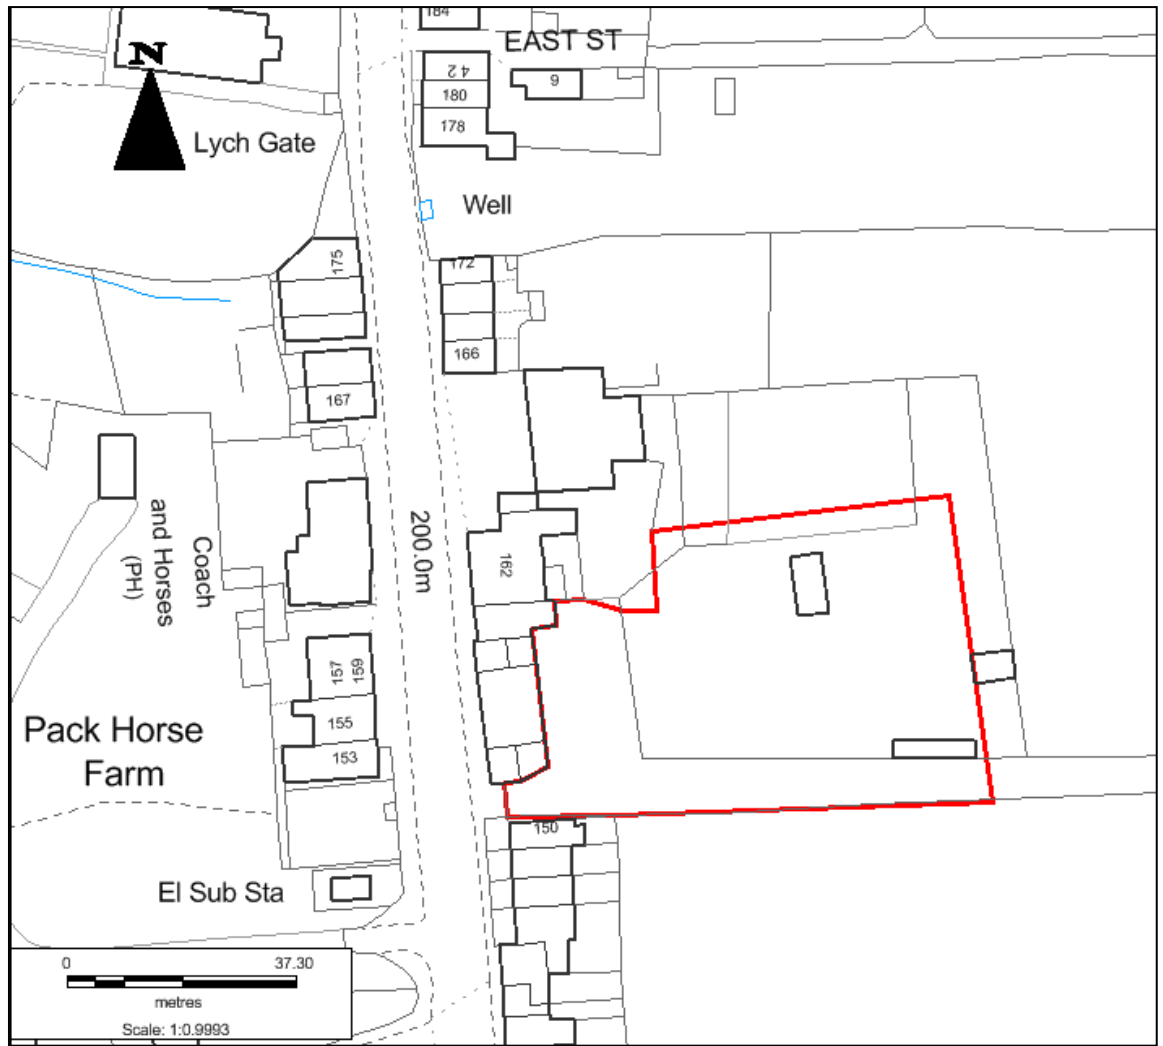 184
EAST ST
N
4 2
9
180
178
Lych Gate
Well
175
172
166
167
Coach
and Horses
(PH)
200.0m
162
157
159
155
153
Pack Horse
Farm
150
El Sub Sta
0 37.30
metres
Scale: 1:0.9993